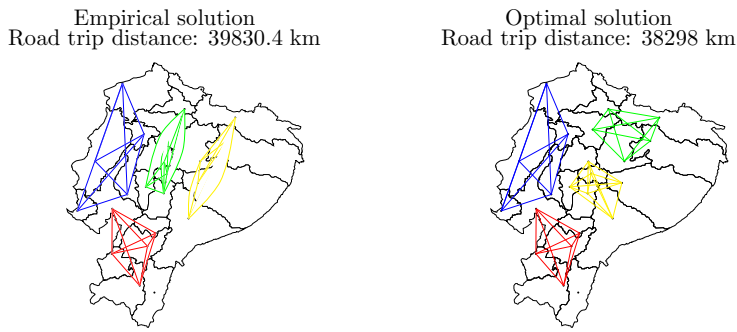 Empirical solution
Road trip distance: 39830.4 km
Optimal solution
Road trip distance: 38298 km